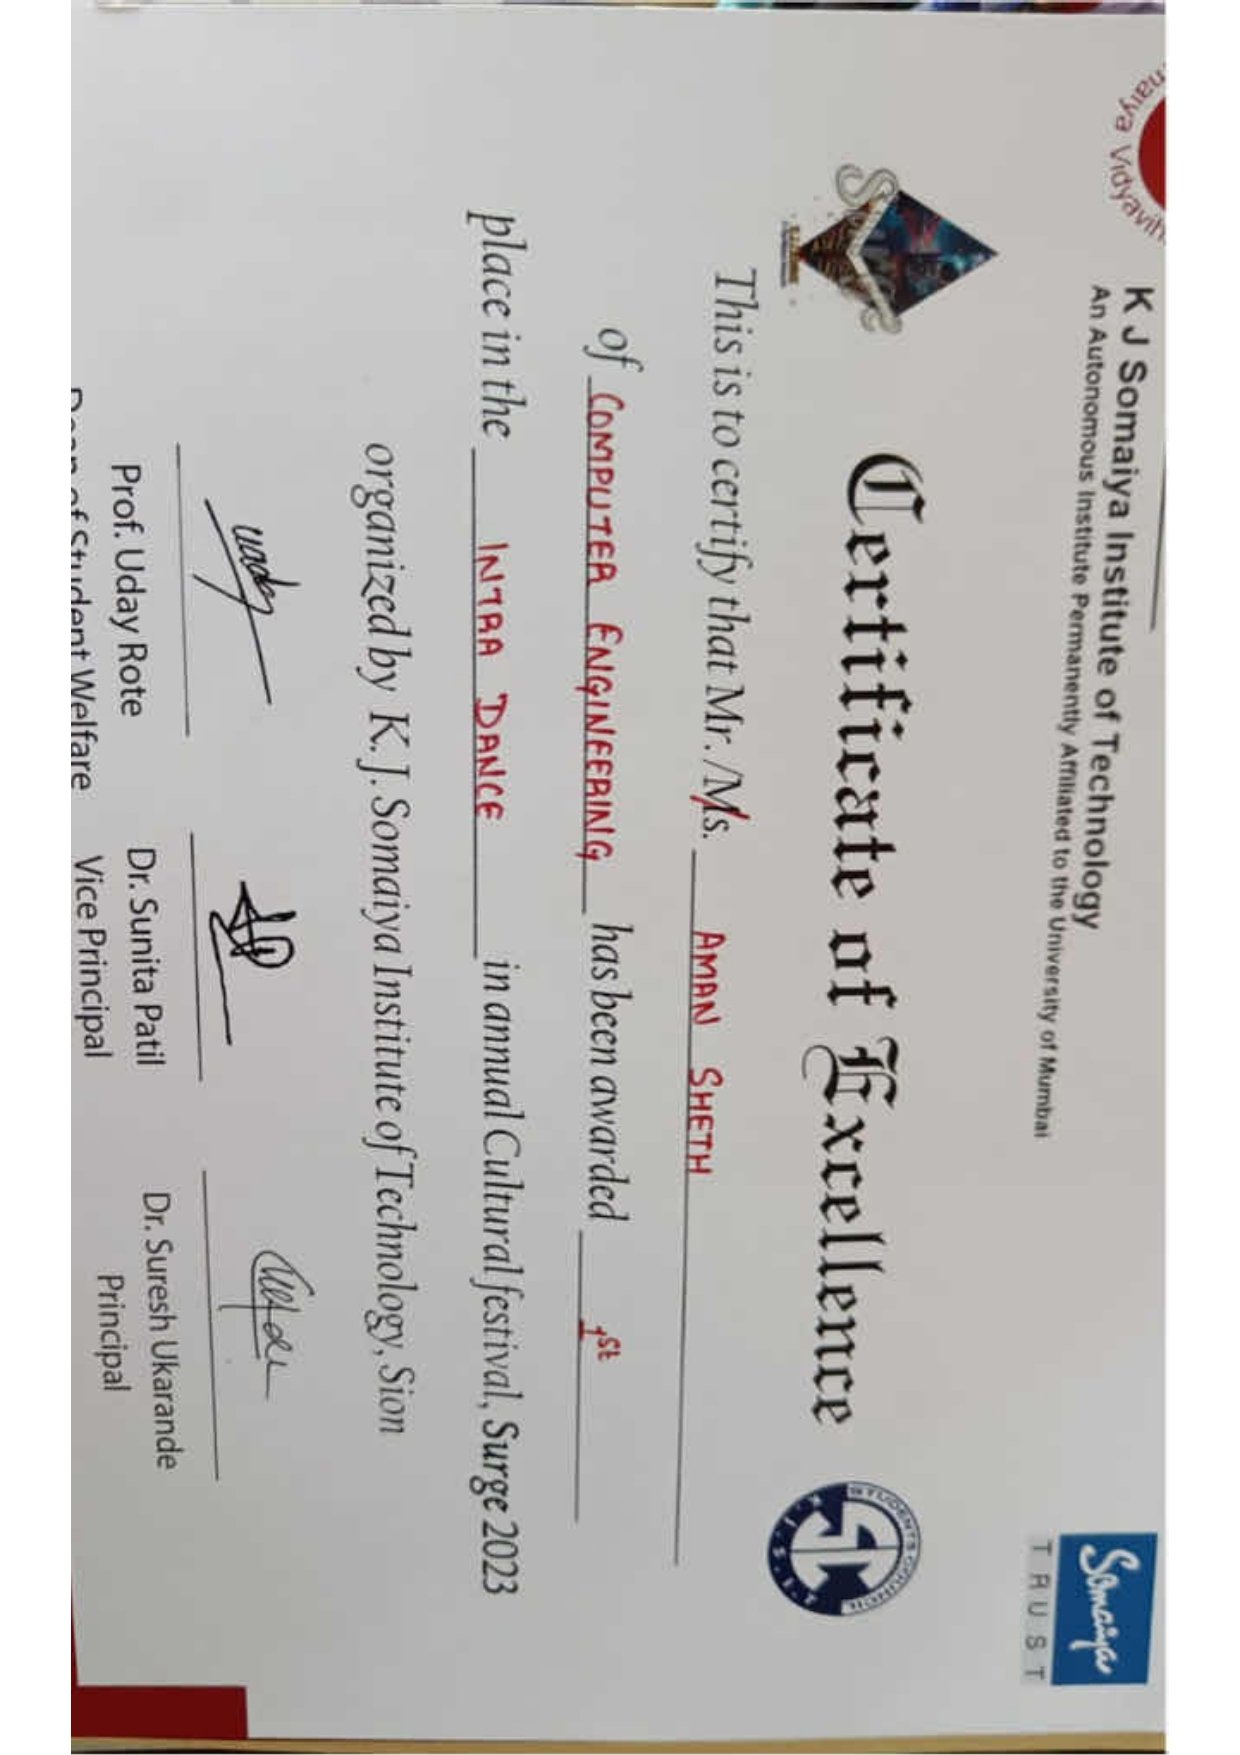 maiya Vidyavih
K J Somaiya Institute of Technology
An Autonomous Institute Permanently Affiliated to the University of Mumbai
Somaiya
TRUST
SURGE
Certificate of Excellence
STUDENTS COUNCIL
K.J.S.I.T
This is to certify that Mr./Ms. AMAN SHETH
of COMPUTER ENGINEERING has been awarded 1st
place in the INTRA DANCE in annual Cultural festival, Surge 2023
organized by K. J. Somaiya Institute of Technology, Sion
Prof. Uday Rote
Dean of Student Welfare
Dr. Sunita Patil
Vice Principal
Dr. Suresh Ukarande
Principal